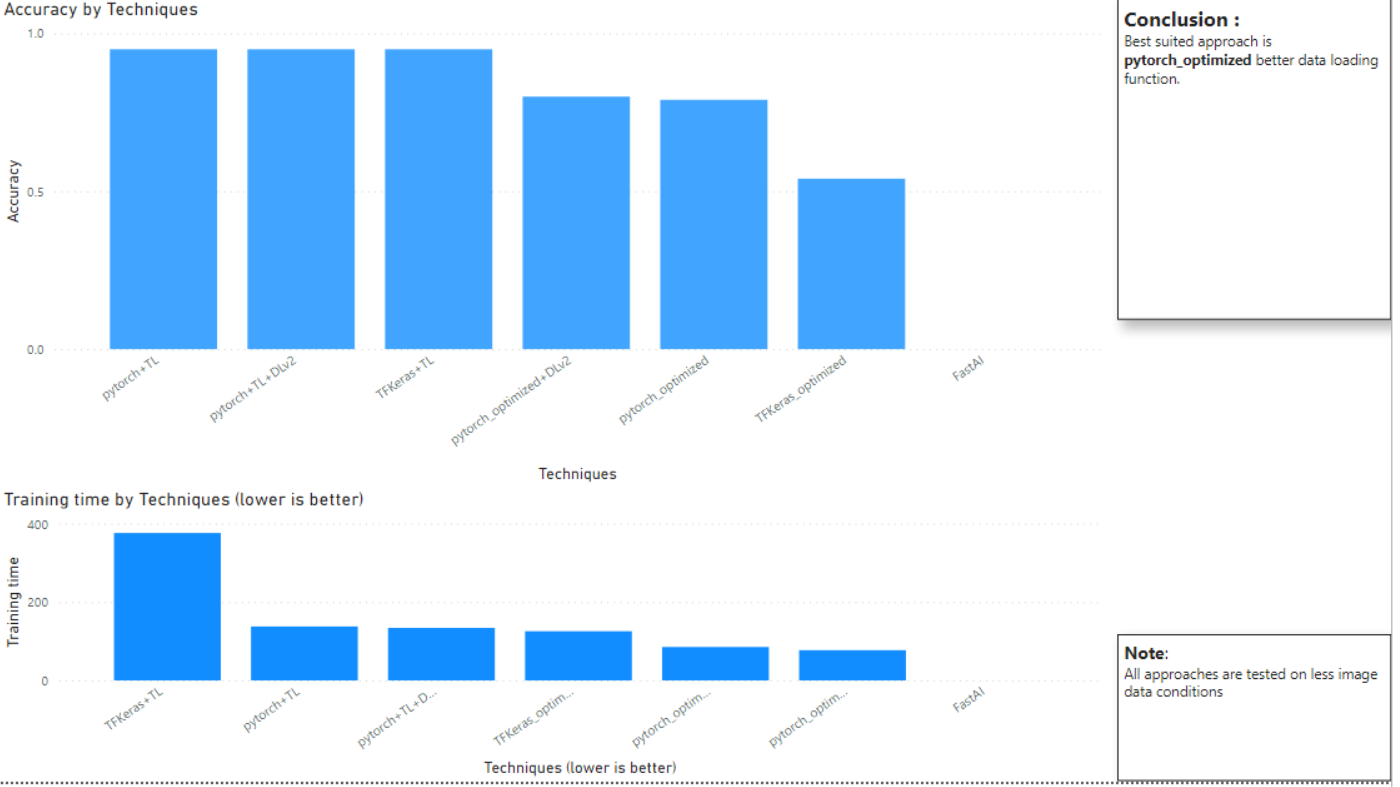 Accuracy by Techniques
1.0
0.5
0.0
Accuracy
pytorch+TL
pytorch+TL+DLv2
TFKeras+TL
pytorch_optimized+DLv2
pytorch_optimized
TFKeras_optimized
FastAI
Techniques
Conclusion :
Best suited approach is
pytorch_optimized better data loading
function.
Training time by Techniques (lower is better)
400
200
0
Training time
TFKeras+TL
pytorch+TL
pytorch+TL+D...
TFKeras_optim...
pytorch_optim...
pytorch_optim...
FastAI
Techniques (lower is better)
Note:
All approaches are tested on less image
data conditions